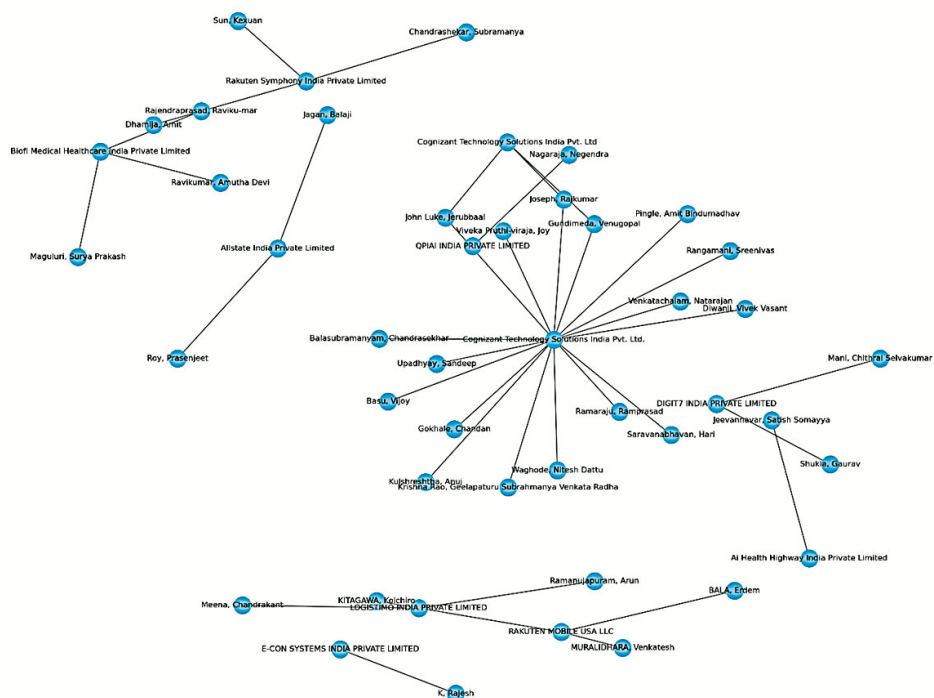 Sun, Kexuan
Chandrashekar, Subramanya
Rakuten Symphony India Private Limited
Rajendraprasad, Raviku-mar
Jagan, Balaji
Dhamija, Amit
Cognizant Technology Solutions India Pvt. Ltd
Biofi Medical Healthcare India Private Limited
Nagaraja, Negendra
Ravikumar, Amutha Devi
Joseph, Rajkumar
John Luke, Jerubbaal
Pingle, Amit Bindumadhav
Gundimeda, Venugopal
Viveka Pruthi-viraja, Joy
QPIAI INDIA PRIVATE LIMITED
Allstate India Private Limited
Rangamani, Sreenivas
Maguluri, Surya Prakash
Venkatachalam, Natarajan
Diwanji, Vivek Vasant
Balasubramanyam, Chandrasekhar
Cognizant Technology Solutions India Pvt. Ltd.
Roy, Prasenjeet
Mani, Chithral Selvakumar
Upadhyay, Sandeep
Basu, Vijoy
DIGIT7 INDIA PRIVATE LIMITED
Ramaraju, Ramprasad
Jeevannavar, Satish Somayya
Gokhale, Chandan
Saravanabhavan, Hari
Shukla, Gaurav
Waghode, Nitesh Dattu
Kulshreshtha, Anuj
Krishna Rao, Geelapaturu Subrahmanya Venkata Radha
Ai Health Highway India Private Limited
Ramanujapuram, Arun
BALA, Erdem
KITAGAWA, Koichiro
Meena, Chandrakant
LOGISTIMO INDIA PRIVATE LIMITED
RAKUTEN MOBILE USA LLC
MURALIDHARA, Venkatesh
E-CON SYSTEMS INDIA PRIVATE LIMITED
K, Rajesh